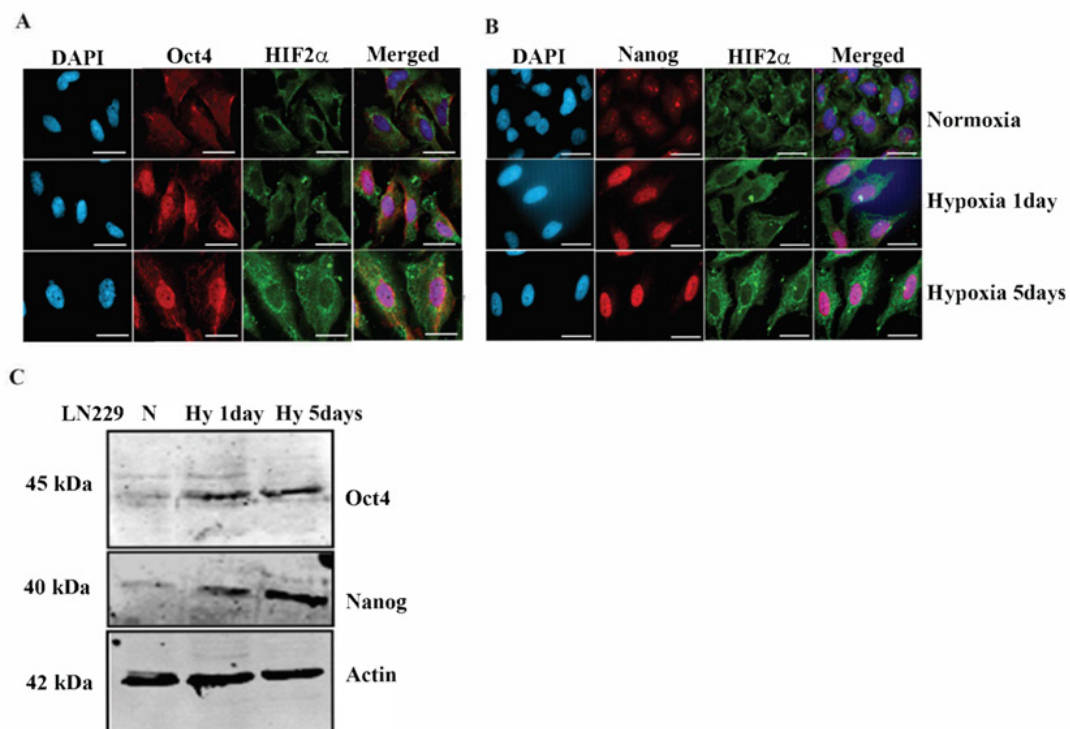 A
DAPI Oct4 HIF2α Merged
B
DAPI Nanog HIF2α Merged
Normoxia
Hypoxia 1day
Hypoxia 5days
C
LN229 N Hy 1day Hy 5days
45 kDa
Oct4
40 kDa
Nanog
42 kDa
Actin